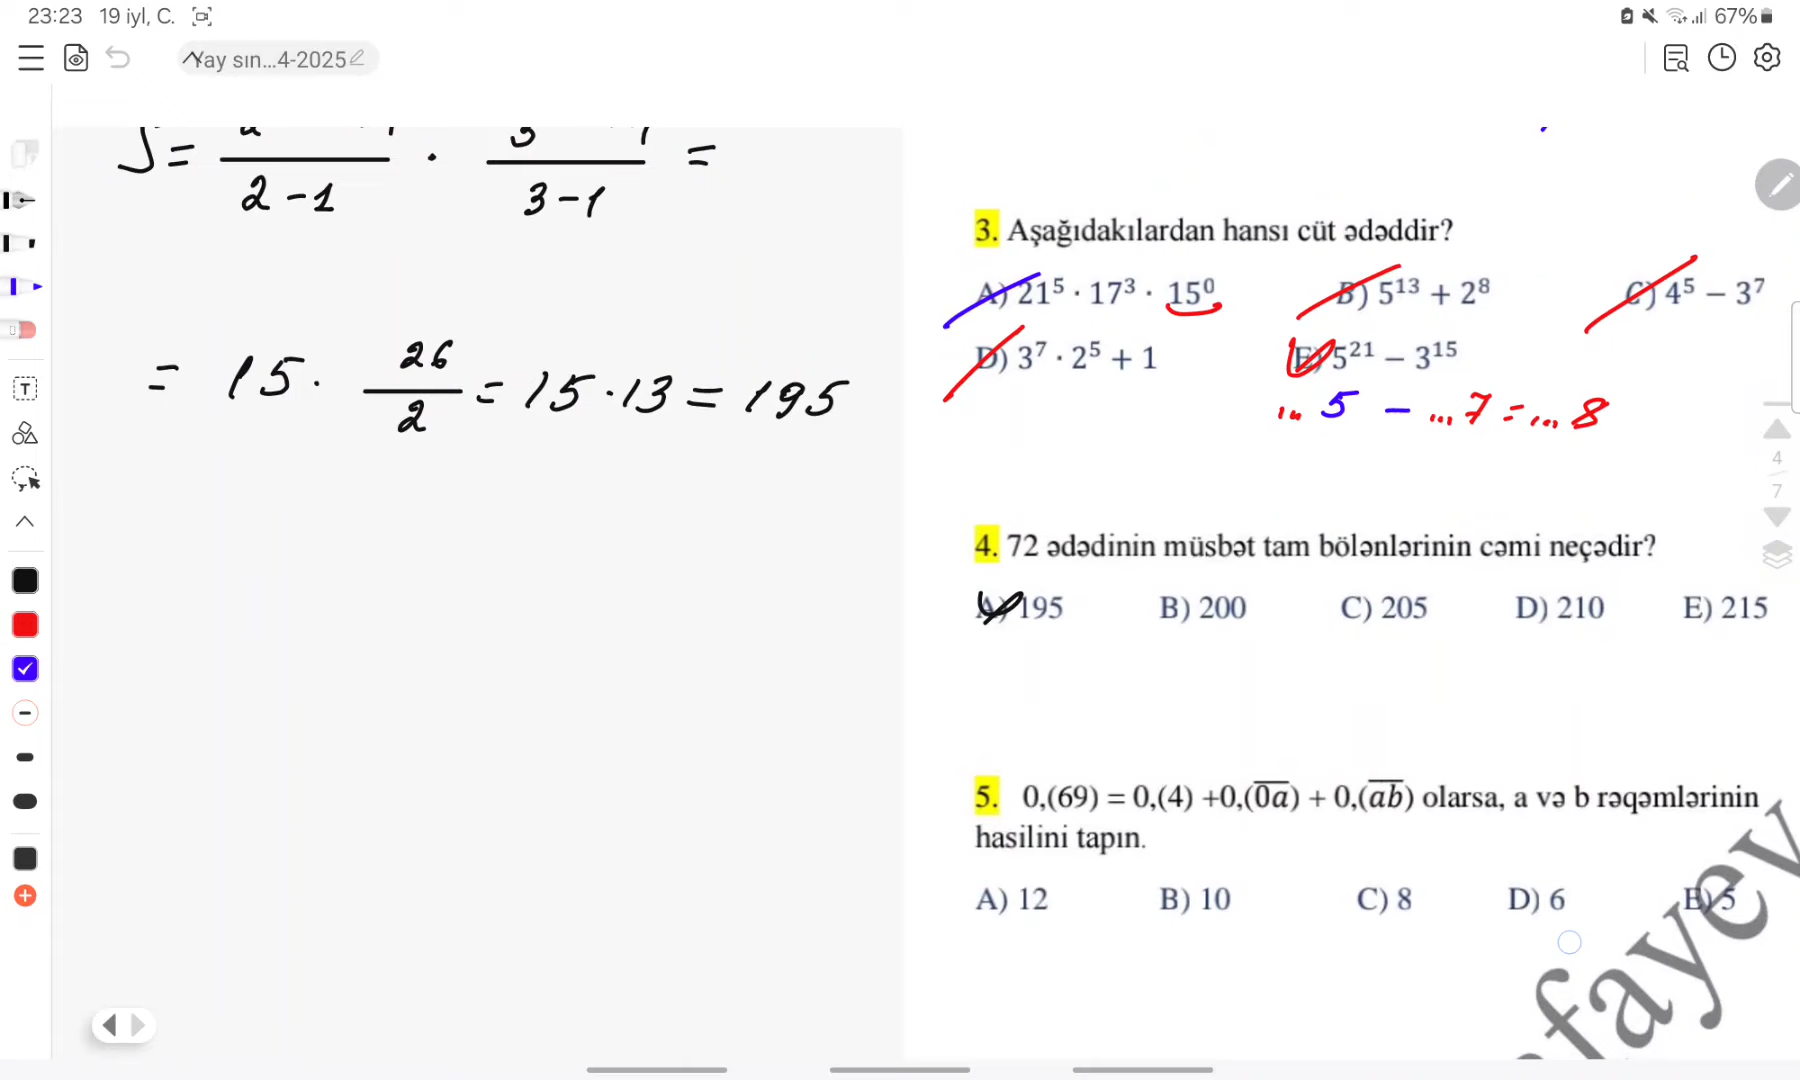 23:23 19 iyl, C. 67%
Yay sın...4-2025
S =
2 - 1 · 3 - 1 =
= 15 · 26/2 = 15 · 13 = 195
3. Aşağıdakılardan hansı cüt ədəddir?
A) 21⁵ · 17³ · 15⁰ B) 5¹³ + 2⁸ C) 4⁵ − 3⁷
D) 3⁷ · 2⁵ + 1 E) 5²¹ − 3¹⁵
...5 − ...7 = ...8
4. 72 ədədinin müsbət tam bölənlərinin cəmi neçədir?
A) 195 B) 200 C) 205 D) 210 E) 215
5. 0,(69) = 0,(4) +0,(0̅a̅) + 0,(a̅b̅) olarsa, a və b rəqəmlərinin
hasilini tapın.
A) 12 B) 10 C) 8 D) 6 E) 5
fayev
4
7
T